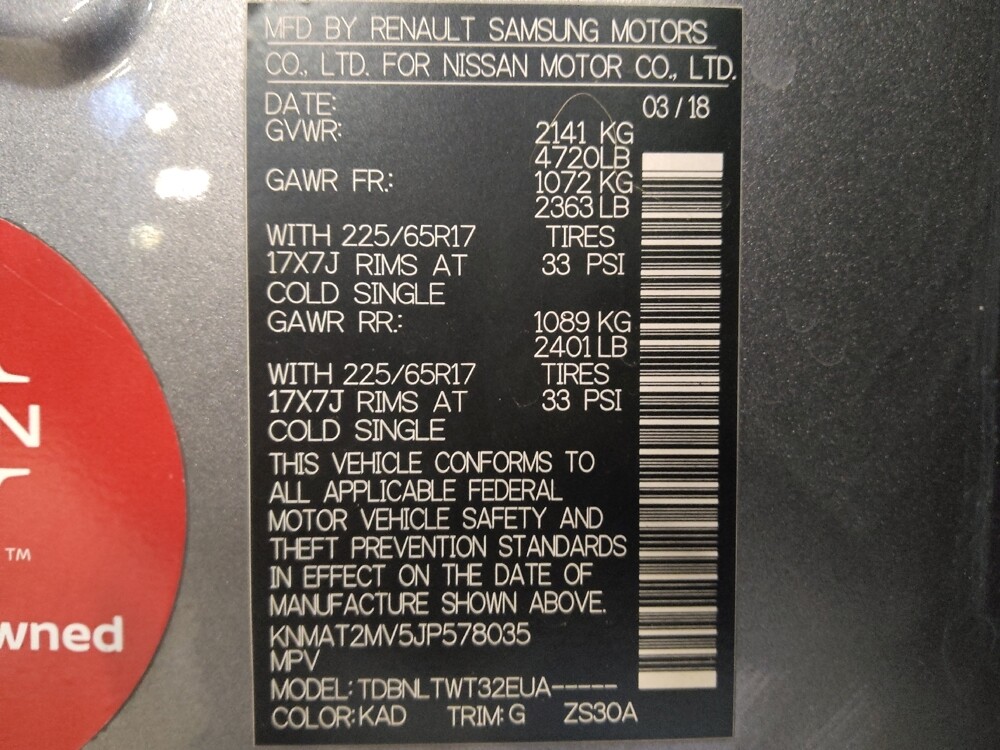 MFD BY RENAULT SAMSUNG MOTORS
CO., LTD. FOR NISSAN MOTOR CO., LTD.
DATE: 03 / 18
GVWR: 2141 KG
4720LB
GAWR FR.: 1072 KG
2363 LB
WITH 225/65R17 TIRES
17X7J RIMS AT 33 PSI
COLD SINGLE
GAWR RR.: 1089 KG
2401 LB
WITH 225/65R17 TIRES
17X7J RIMS AT 33 PSI
COLD SINGLE
THIS VEHICLE CONFORMS TO
ALL APPLICABLE FEDERAL
MOTOR VEHICLE SAFETY AND
THEFT PREVENTION STANDARDS
IN EFFECT ON THE DATE OF
MANUFACTURE SHOWN ABOVE.
KNMAT2MV5JP578035
MPV
MODEL: TDBNLTWT32EUA-----
COLOR: KAD TRIM: G ZS30A
TM
wned